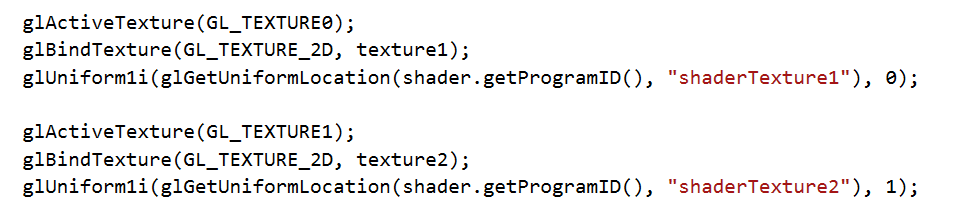 glActiveTexture(GL_TEXTURE0);
glBindTexture(GL_TEXTURE_2D, texture1);
glUniform1i(glGetUniformLocation(shader.getProgramID(), "shaderTexture1"), 0);
glActiveTexture(GL_TEXTURE1);
glBindTexture(GL_TEXTURE_2D, texture2);
glUniform1i(glGetUniformLocation(shader.getProgramID(), "shaderTexture2"), 1);